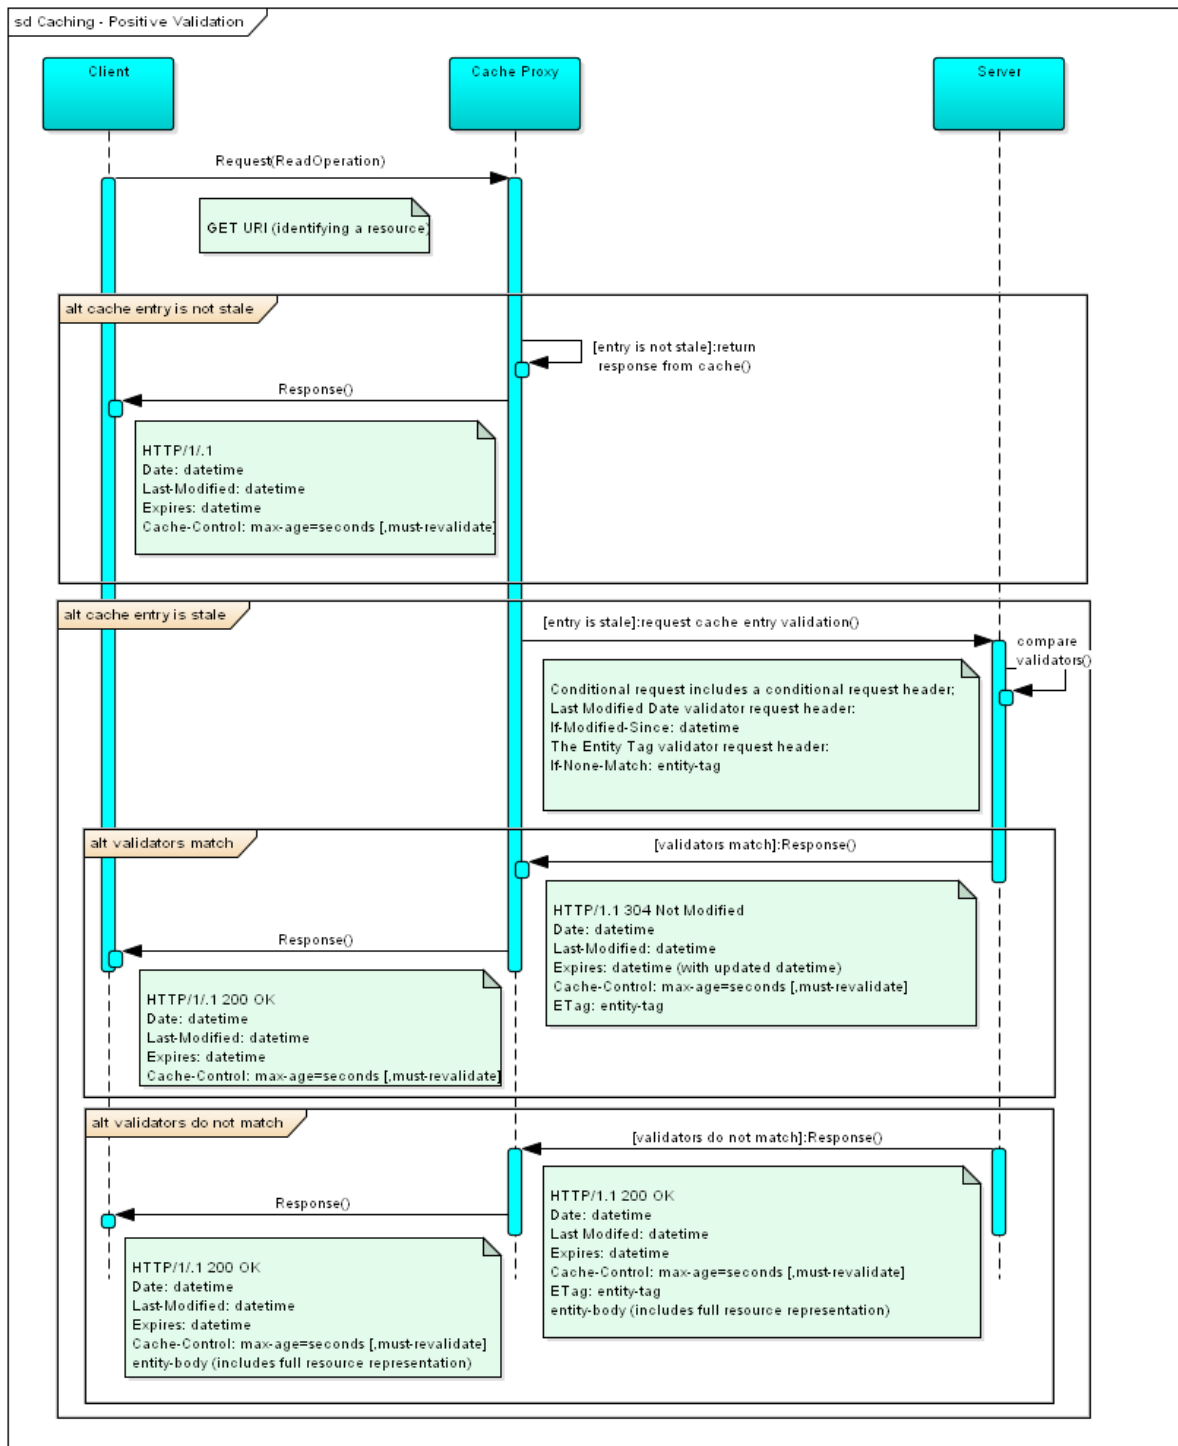 sd Caching - Positive Validation
Client
Cache Proxy
Server
Request(ReadOperation)
GET URI (identifying a resource)
alt cache entry is not stale
[entry is not stale]:return
response from cache()
Response()
HTTP/1/.1
Date: datetime
Last-Modified: datetime
Expires: datetime
Cache-Control: max-age=seconds [,must-revalidate]
alt cache entry is stale
[entry is stale]:request cache entry validation()
compare
validators()
Conditional request includes a conditional request header;
Last Modified Date validator request header:
If-Modified-Since: datetime
The Entity Tag validator request header:
If-None-Match: entity-tag
alt validators match
[validators match]:Response()
HTTP/1.1 304 Not Modified
Date: datetime
Last-Modified: datetime
Expires: datetime (with updated datetime)
Cache-Control: max-age=seconds [,must-revalidate]
ETag: entity-tag
Response()
HTTP/1/.1 200 OK
Date: datetime
Last-Modified: datetime
Expires: datetime
Cache-Control: max-age=seconds [,must-revalidate]
alt validators do not match
[validators do not match]:Response()
HTTP/1.1 200 OK
Date: datetime
Last Modifed: datetime
Expires: datetime
Cache-Control: max-age=seconds [,must-revalidate]
ETag: entity-tag
entity-body (includes full resource representation)
Response()
HTTP/1/.1 200 OK
Date: datetime
Last-Modified: datetime
Expires: datetime
Cache-Control: max-age=seconds [,must-revalidate]
entity-body (includes full resource representation)